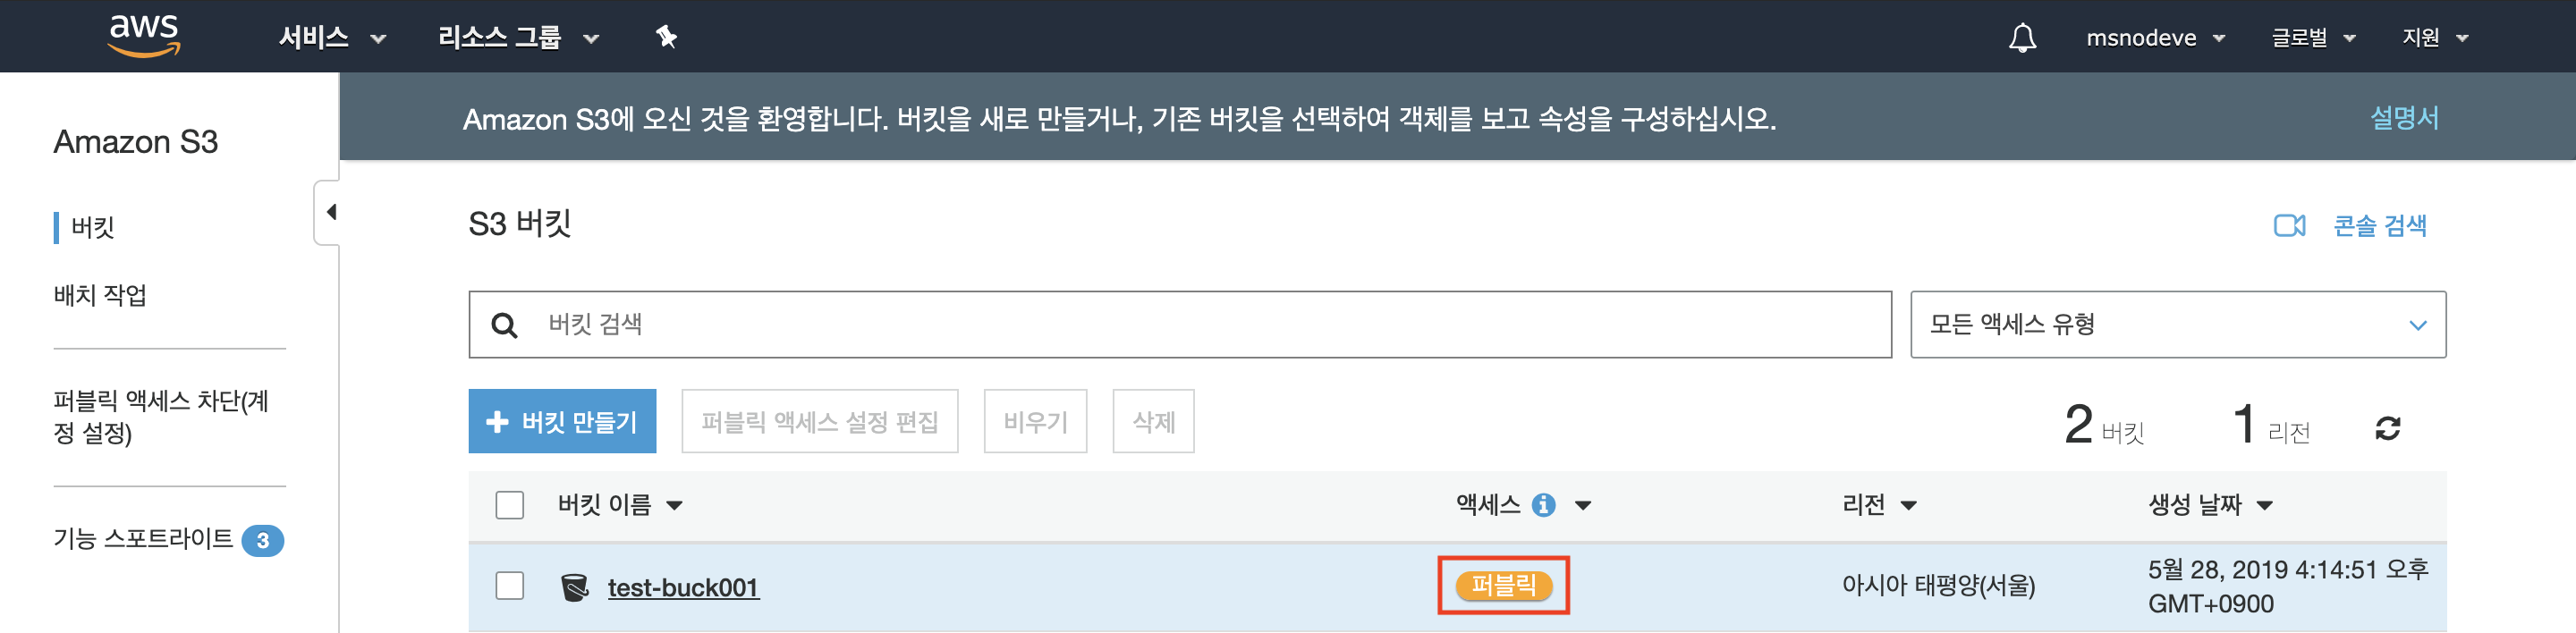 aws 서비스 리소스 그룹 msnodeve 글로벌 지원
Amazon S3에 오신 것을 환영합니다. 버킷을 새로 만들거나, 기존 버킷을 선택하여 객체를 보고 속성을 구성하십시오. 설명서
Amazon S3
버킷
배치 작업
퍼블릭 액세스 차단(계
정 설정)
기능 스포트라이트 3
S3 버킷 콘솔 검색
버킷 검색 모든 액세스 유형
버킷 만들기 퍼블릭 액세스 설정 편집 비우기 삭제 2 버킷 1 리전
버킷 이름 액세스 리전 생성 날짜
test-buck001 퍼블릭 아시아 태평양(서울) 5월 28, 2019 4:14:51 오후
GMT+0900